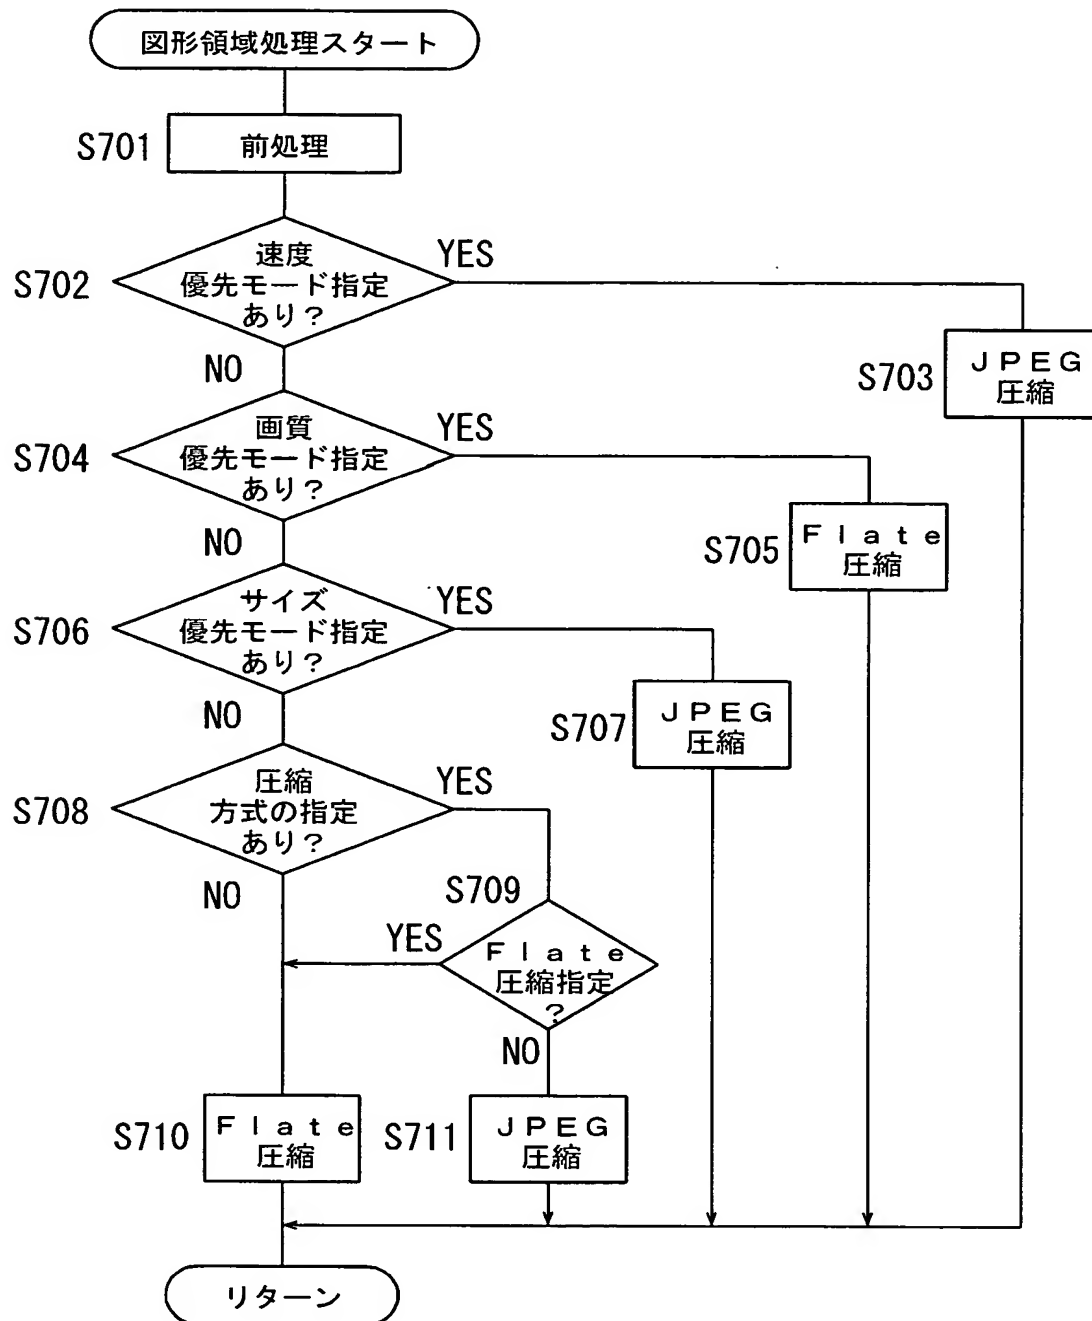 図形領域処理スタート
S701
前処理
S702
速度
優先モード指定
あり？
YES
NO
S703
ＪＰＥＧ
圧縮
S704
画質
優先モード指定
あり？
YES
NO
S705
Ｆｌａｔｅ
圧縮
S706
サイズ
優先モード指定
あり？
YES
NO
S707
ＪＰＥＧ
圧縮
S708
圧縮
方式の指定
あり？
YES
NO
S709
Ｆｌａｔｅ
圧縮指定
？
YES
NO
S710
Ｆｌａｔｅ
圧縮
S711
ＪＰＥＧ
圧縮
リターン